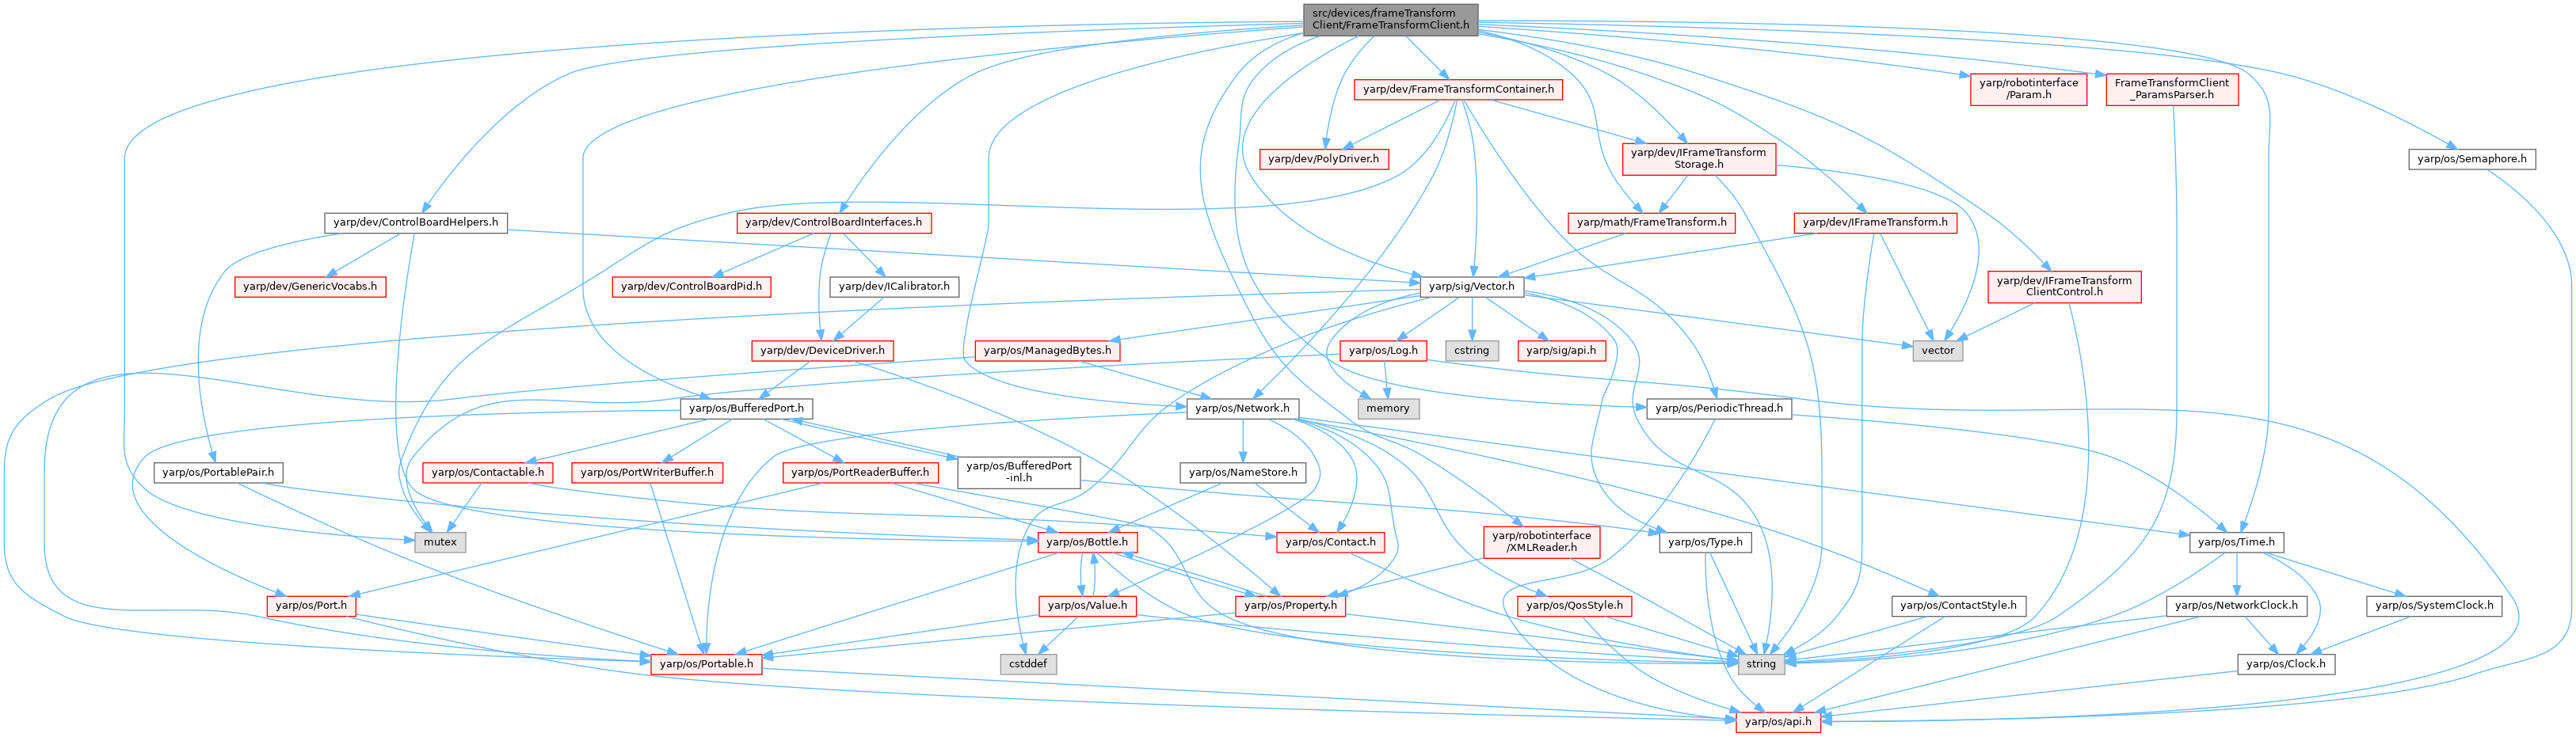 src/devices/frameTransform
Client/FrameTransformClient.h
yarp/dev/FrameTransformContainer.h
yarp/robotinterface
/Param.h
FrameTransformClient
_ParamsParser.h
yarp/dev/PolyDriver.h
yarp/dev/IFrameTransform
Storage.h
yarp/os/Semaphore.h
yarp/dev/ControlBoardHelpers.h
yarp/dev/ControlBoardInterfaces.h
yarp/math/FrameTransform.h
yarp/dev/IFrameTransform.h
yarp/dev/GenericVocabs.h
yarp/dev/ControlBoardPid.h
yarp/dev/ICalibrator.h
yarp/sig/Vector.h
yarp/dev/IFrameTransform
ClientControl.h
yarp/dev/DeviceDriver.h
yarp/os/ManagedBytes.h
yarp/os/Log.h
cstring
yarp/sig/api.h
vector
yarp/os/BufferedPort.h
yarp/os/Network.h
memory
yarp/os/PeriodicThread.h
yarp/os/PortablePair.h
yarp/os/Contactable.h
yarp/os/PortWriterBuffer.h
yarp/os/PortReaderBuffer.h
yarp/os/BufferedPort
-inl.h
yarp/os/NameStore.h
mutex
yarp/os/Bottle.h
yarp/os/Contact.h
yarp/robotinterface
/XMLReader.h
yarp/os/Type.h
yarp/os/Time.h
yarp/os/Port.h
yarp/os/Value.h
yarp/os/Property.h
yarp/os/QosStyle.h
yarp/os/ContactStyle.h
yarp/os/NetworkClock.h
yarp/os/SystemClock.h
yarp/os/Portable.h
cstddef
string
yarp/os/Clock.h
yarp/os/api.h